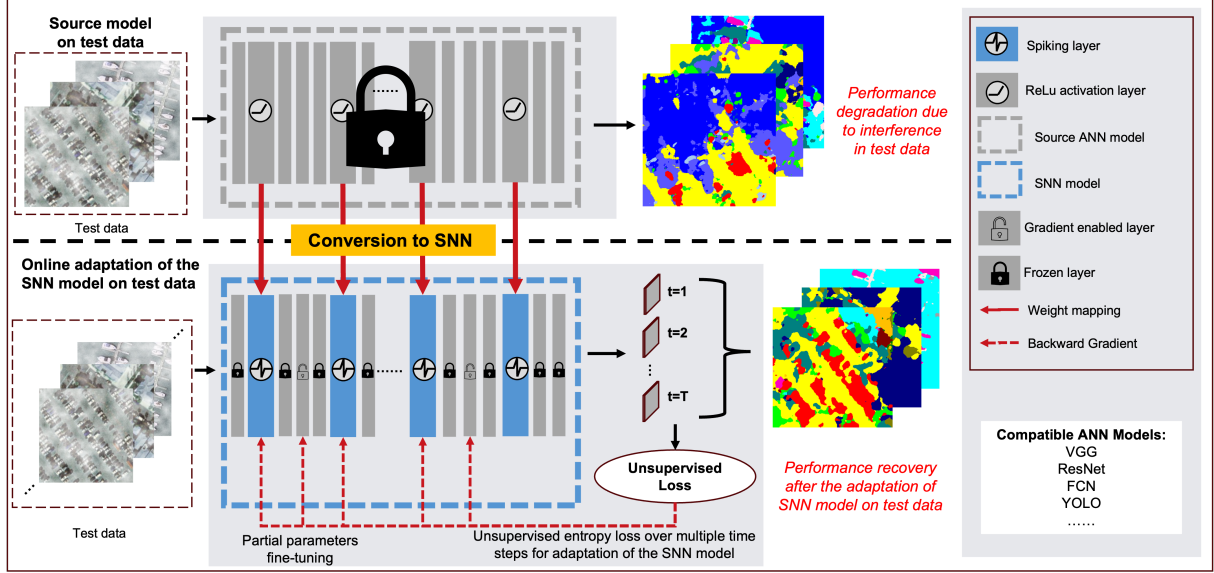 Source model
on test data
Test data
......
Performance
degradation due
to interference
in test data
Conversion to SNN
Online adaptation of the
SNN model on test data
Test data
......
t=1
t=2
t=T
Unsupervised
Loss
Partial parameters
fine-tuning
Unsupervised entropy loss over multiple time
steps for adaptation of the SNN model
Performance recovery
after the adaptation of
SNN model on test data
Spiking layer
ReLu activation layer
Source ANN model
SNN model
Gradient enabled layer
Frozen layer
Weight mapping
Backward Gradient
Compatible ANN Models:
VGG
ResNet
FCN
YOLO
......